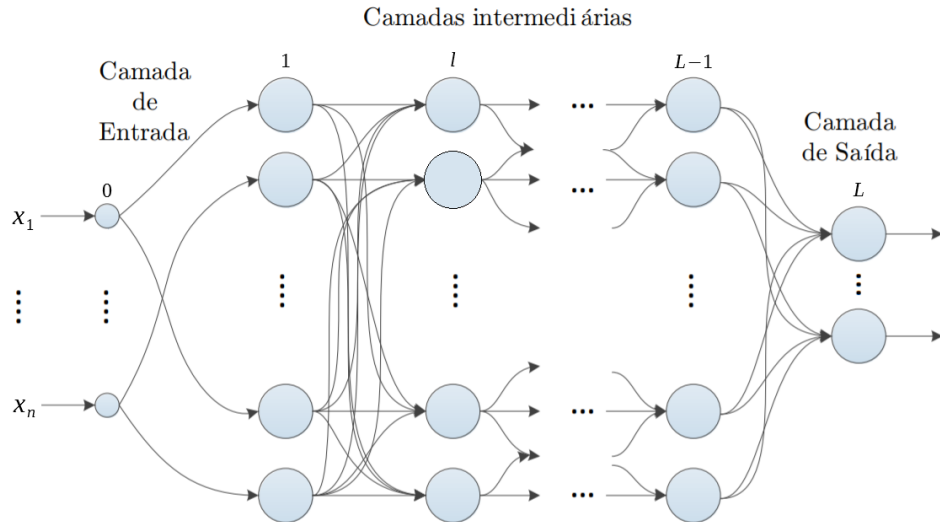 Camadas intermedi árias
Camada
de
Entrada
0
1
l
L−1
Camada
de Saída
L
x1
xn